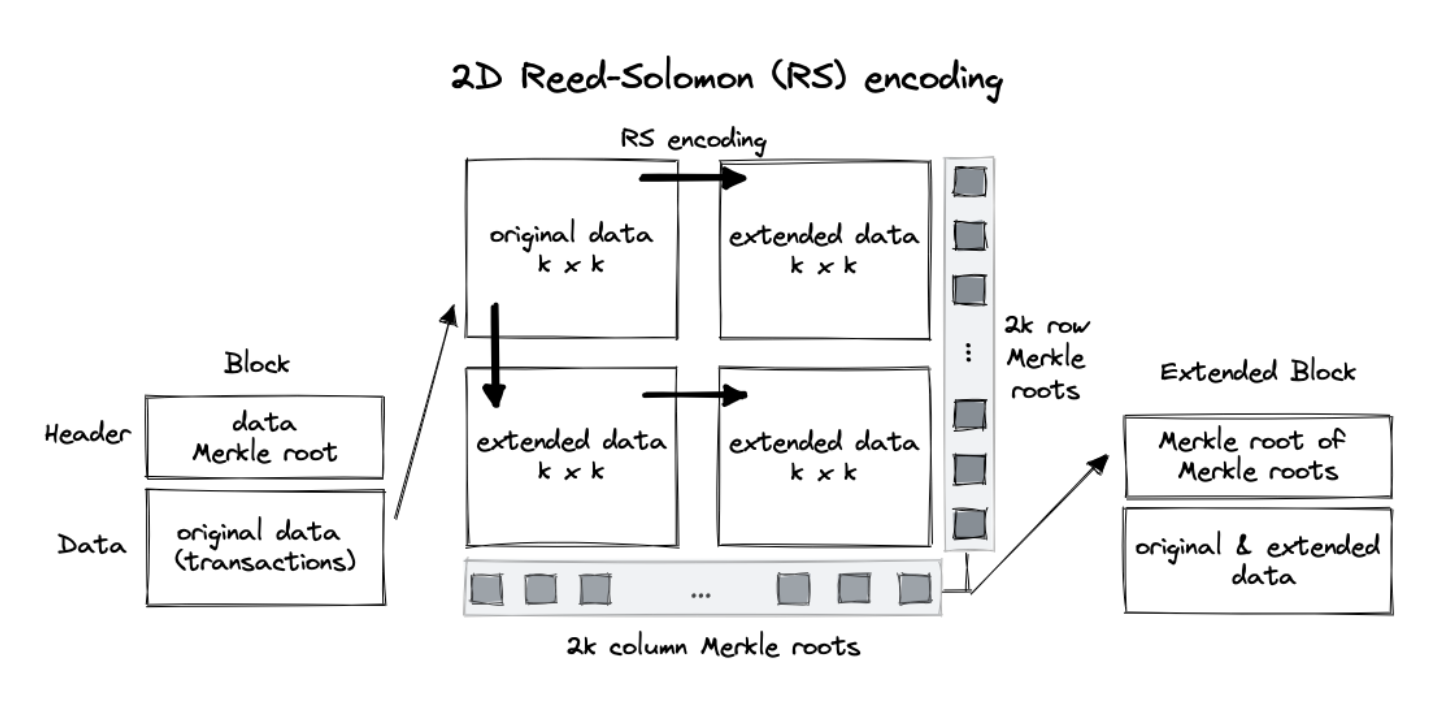 2D Reed-Solomon (RS) encoding
RS encoding
original data
k x k
extended data
k x k
extended data
k x k
extended data
k x k
2k row
Merkle
roots
...
2k column Merkle roots
...
Block
Header
data
Merkle root
Data
original data
(transactions)
Extended Block
Merkle root of
Merkle roots
original & extended
data